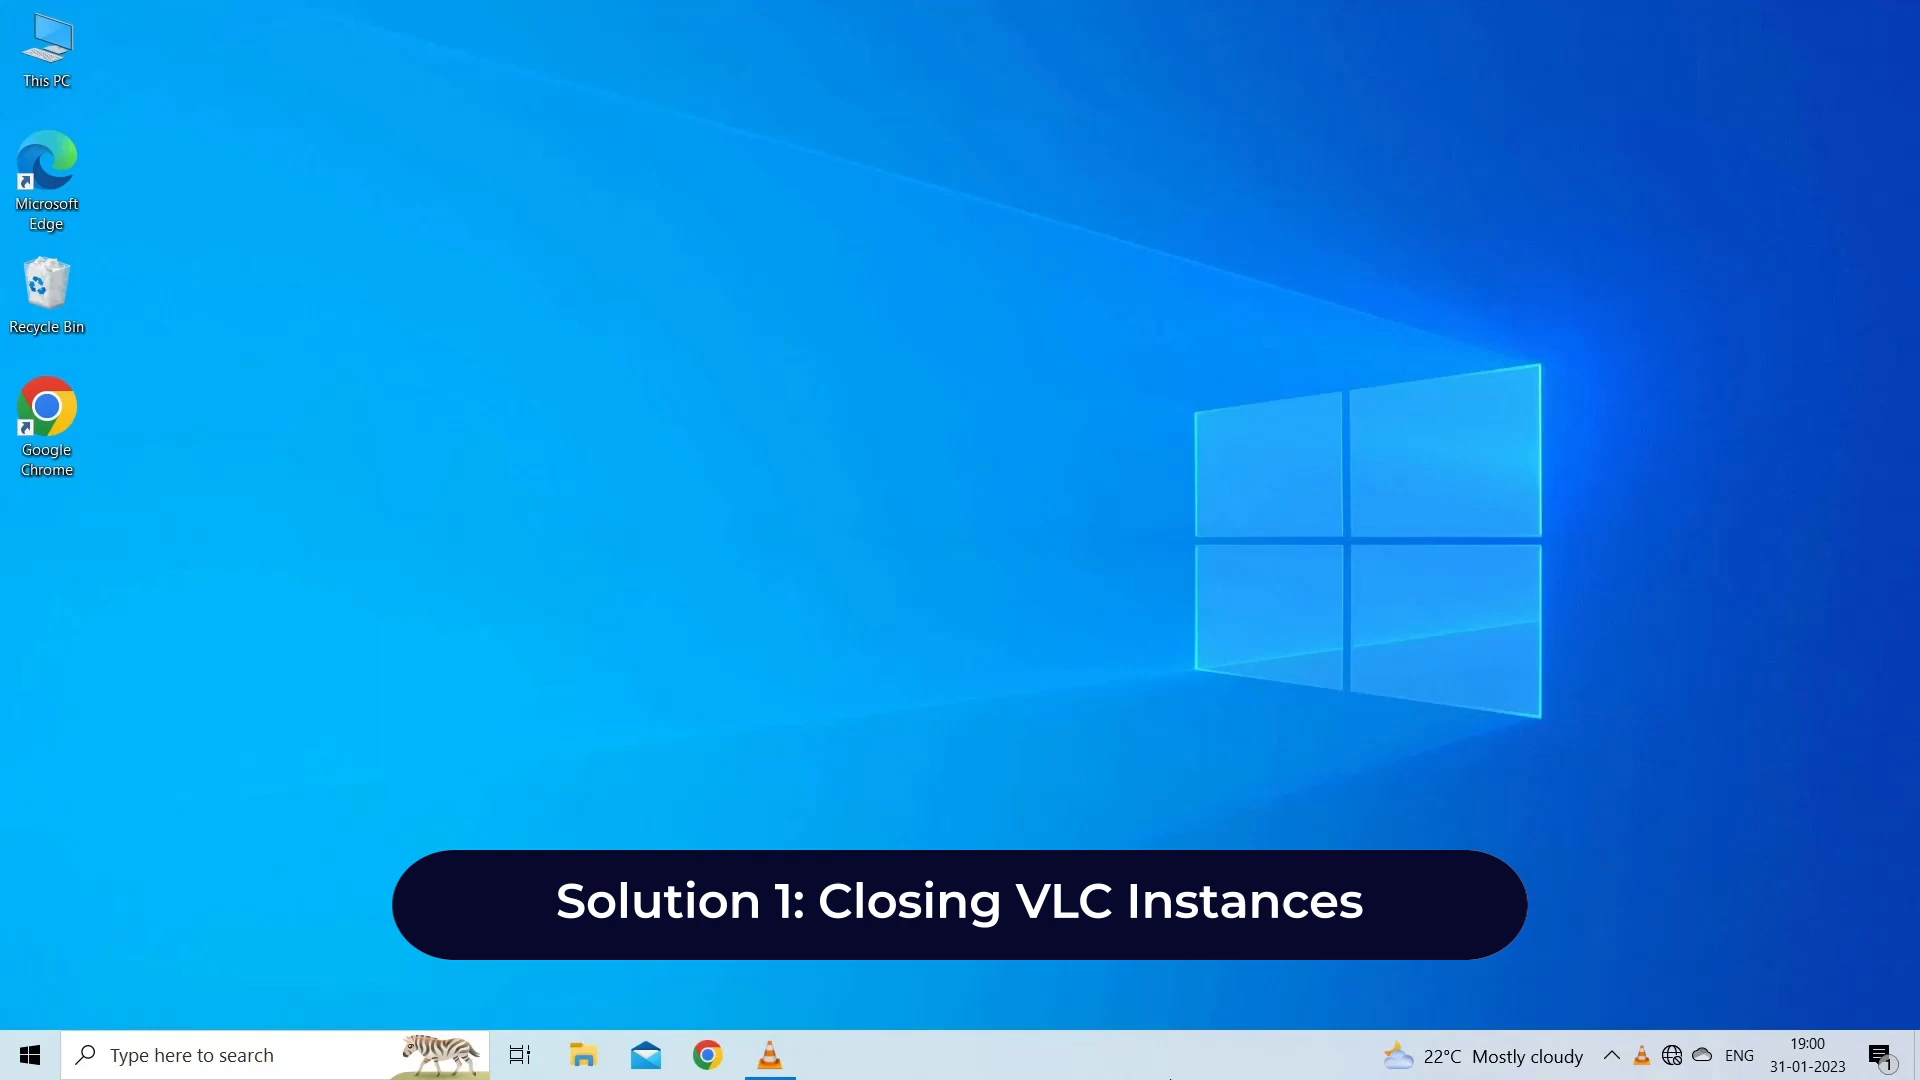 This PC
Microsoft
Edge
Recycle Bin
Google
Chrome
Solution 1: Closing VLC Instances
Type here to search
22°C Mostly cloudy
ENG
19:00
31-01-2023
1